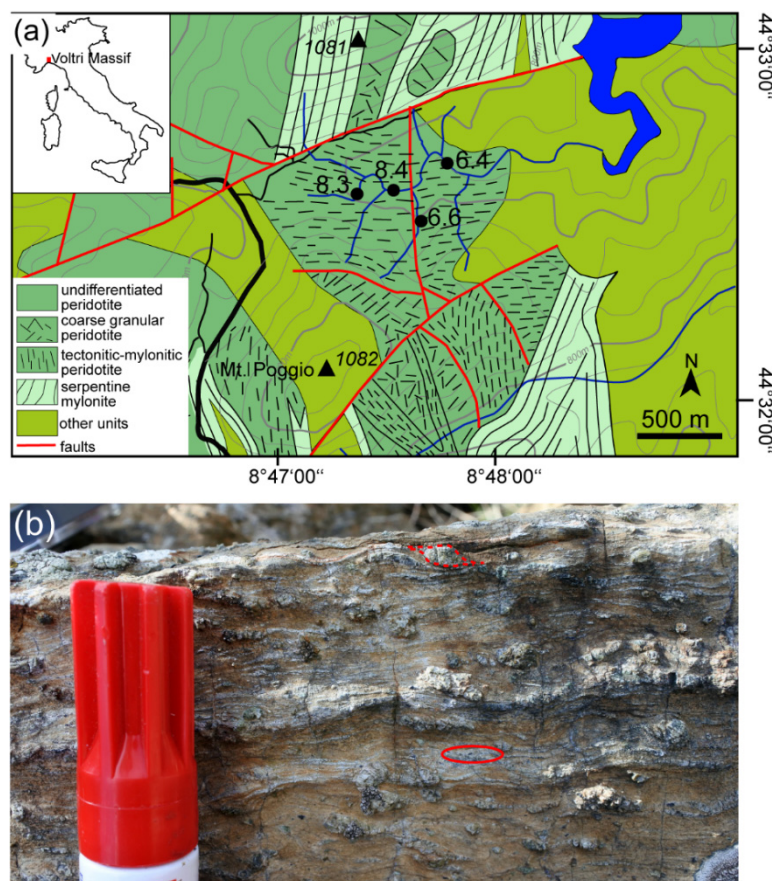 (a)
Voltri Massif
1000m
1081
44°33'00"
8.3
8.4
6.4
6.6
undifferentiated
peridotite
coarse granular
peridotite
tectonitic-mylonitic
peridotite
serpentine
mylonite
other units
faults
Mt. Poggio
1082
800m
N
500 m
44°32'00"
8°47'00“
8°48'00“
(b)